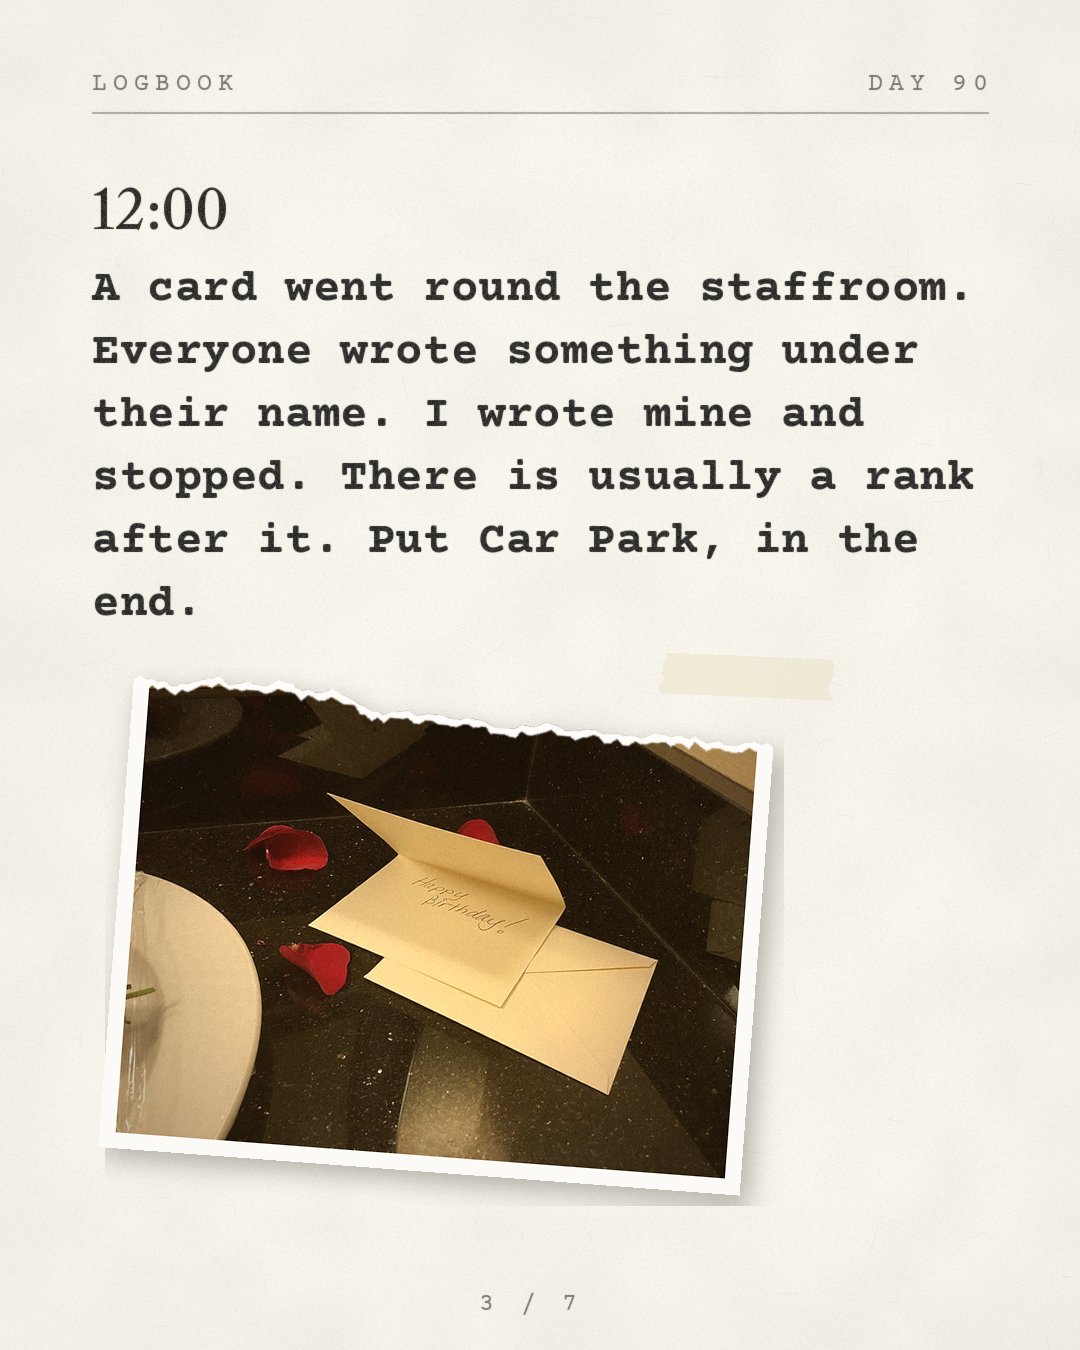 LOGBOOK DAY 90
12:00
A card went round the staffroom.
Everyone wrote something under
their name. I wrote mine and
stopped. There is usually a rank
after it. Put Car Park, in the
end.
Happy
Birthday!
3 / 7